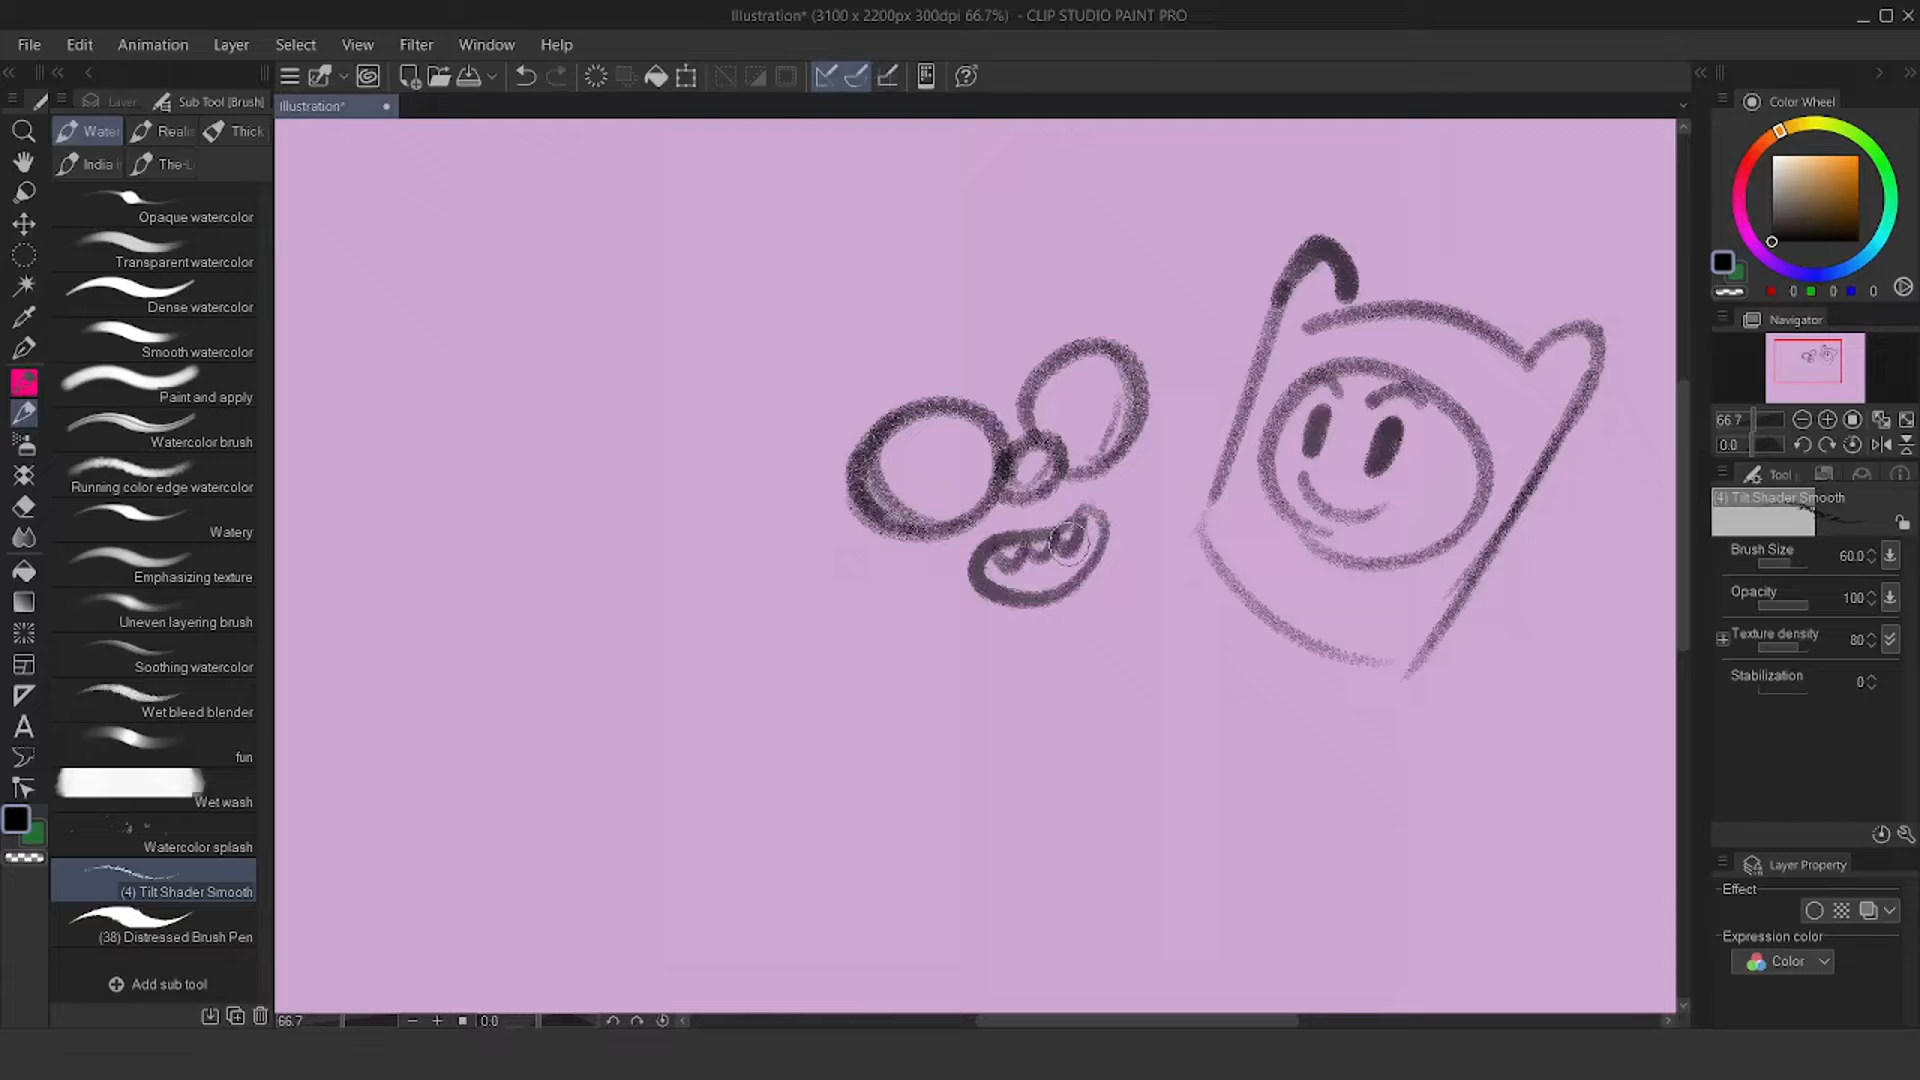 Illustration* (3100 x 2200px 300dpi 66.7%) - CLIP STUDIO PAINT PRO
File Edit Animation Layer Select View Filter Window Help
Layer Sub Tool [Brush]
Illustration*
Color Wheel
Water Reali Thick
India i The-L
Opaque watercolor
Transparent watercolor
Dense watercolor
Smooth watercolor
Paint and apply
Watercolor brush
Running color edge watercolor
Watery
Emphasizing texture
Uneven layering brush
Soothing watercolor
Wet bleed blender
fun
Wet wash
Watercolor splash
(4) Tilt Shader Smooth
(38) Distressed Brush Pen
Add sub tool
66.7 0.0
0 0 0
Navigator
66.7
0.0
Tool
(4) Tilt Shader Smooth
Brush Size 60.0
Opacity 100
Texture density 80
Stabilization 0
Layer Property
Effect
Expression color
Color